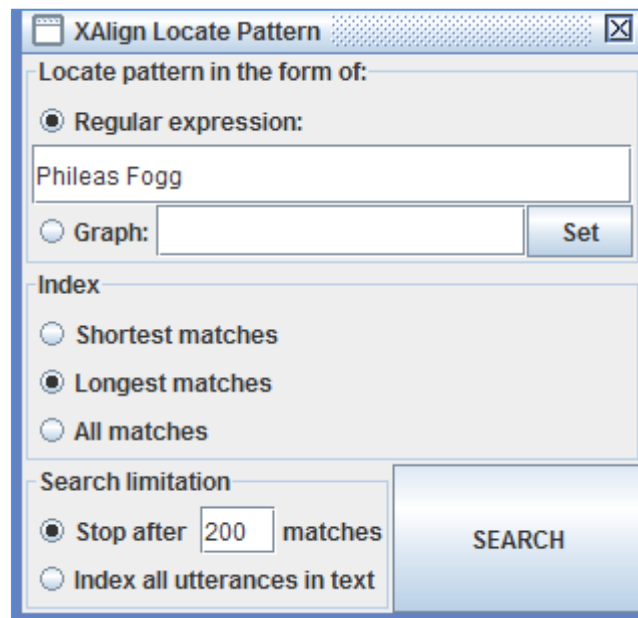 XAlign Locate Pattern
Locate pattern in the form of:
Regular expression:
Phileas Fogg
Graph: Set
Index
Shortest matches
Longest matches
All matches
Search limitation
Stop after 200 matches
Index all utterances in text
SEARCH